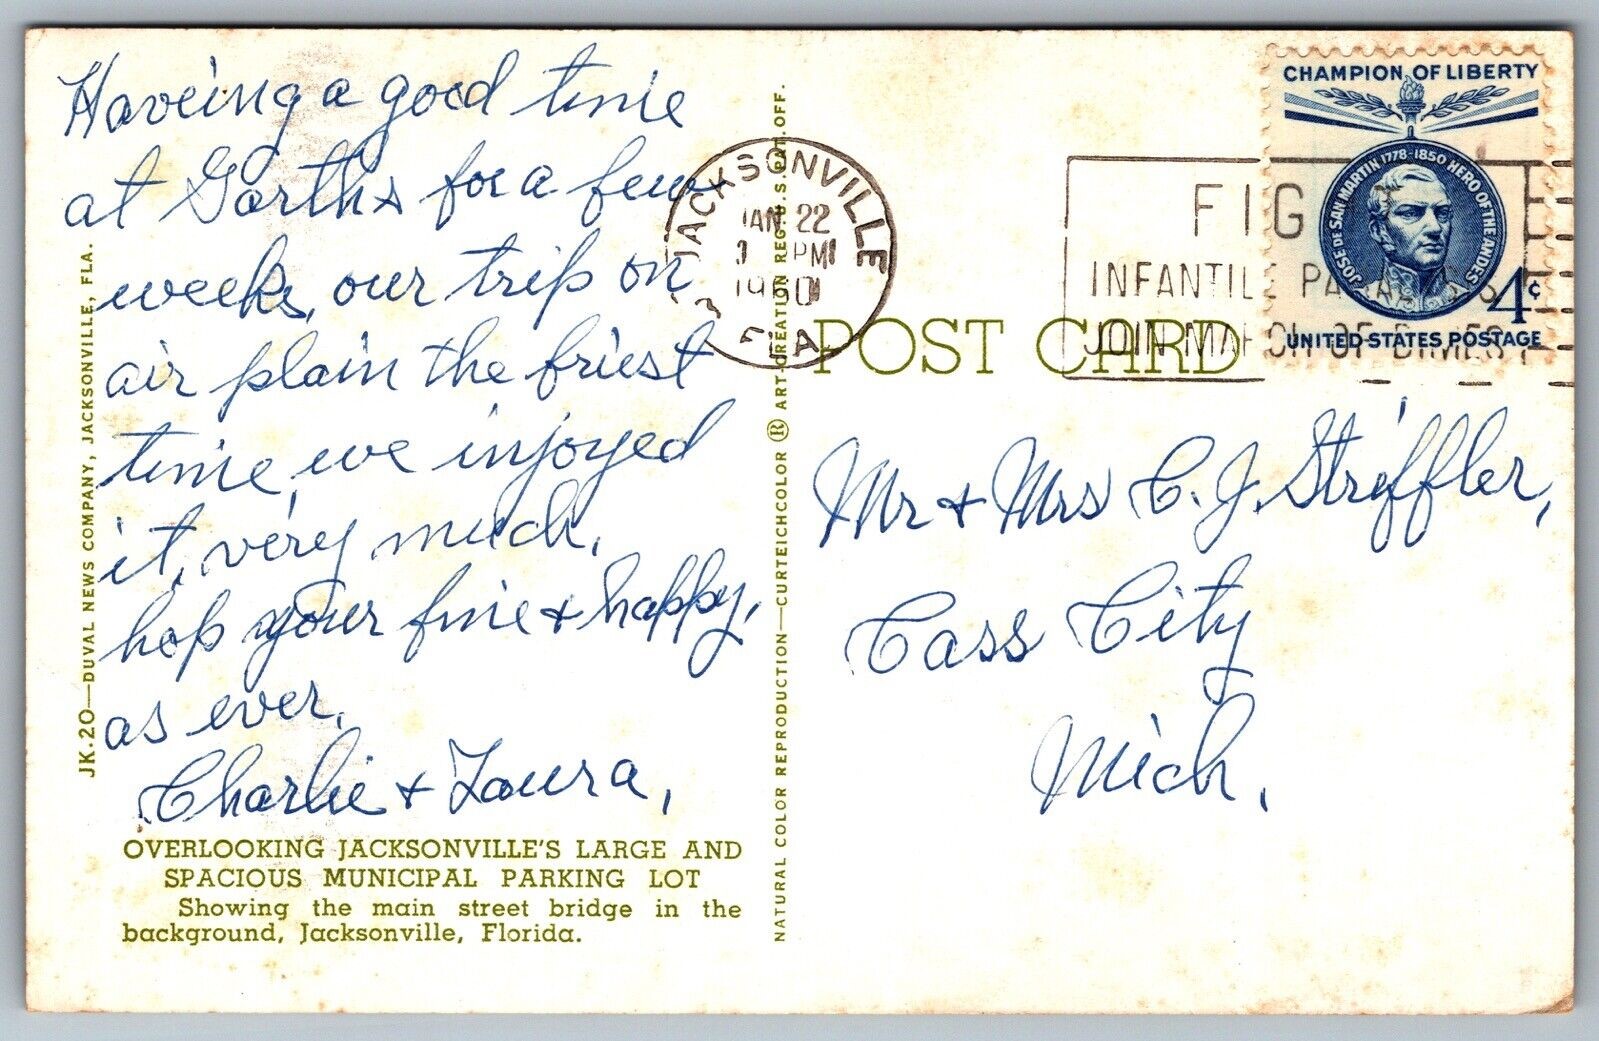 Haveing a good time
at Garths for a few
weeks, our trip on
air plain the friest
time, we injoyed
it, very much,
hop your fine & happy,
as ever,
Charlie & Laura,
OVERLOOKING JACKSONVILLE'S LARGE AND
SPACIOUS MUNICIPAL PARKING LOT
Showing the main street bridge in the
background, Jacksonville, Florida.
JK.20—DUVAL NEWS COMPANY, JACKSONVILLE, FLA.
NATURAL COLOR REPRODUCTION—CURTEICHCOLOR ® ART-CREATION REG. U.S. PAT. OFF.
POST CARD
JACKSONVILLE
JAN 22
PM
1960
FLA
3
FIG
INFANTILE PARALYSIS
JOIN MARCH OF DIMES
CHAMPION OF LIBERTY
JOSE DE SAN MARTIN 1778-1850 HERO OF THE ANDES
4¢
UNITED STATES POSTAGE
Mr & Mrs C. J. Striffler,
Cass City
Mich,